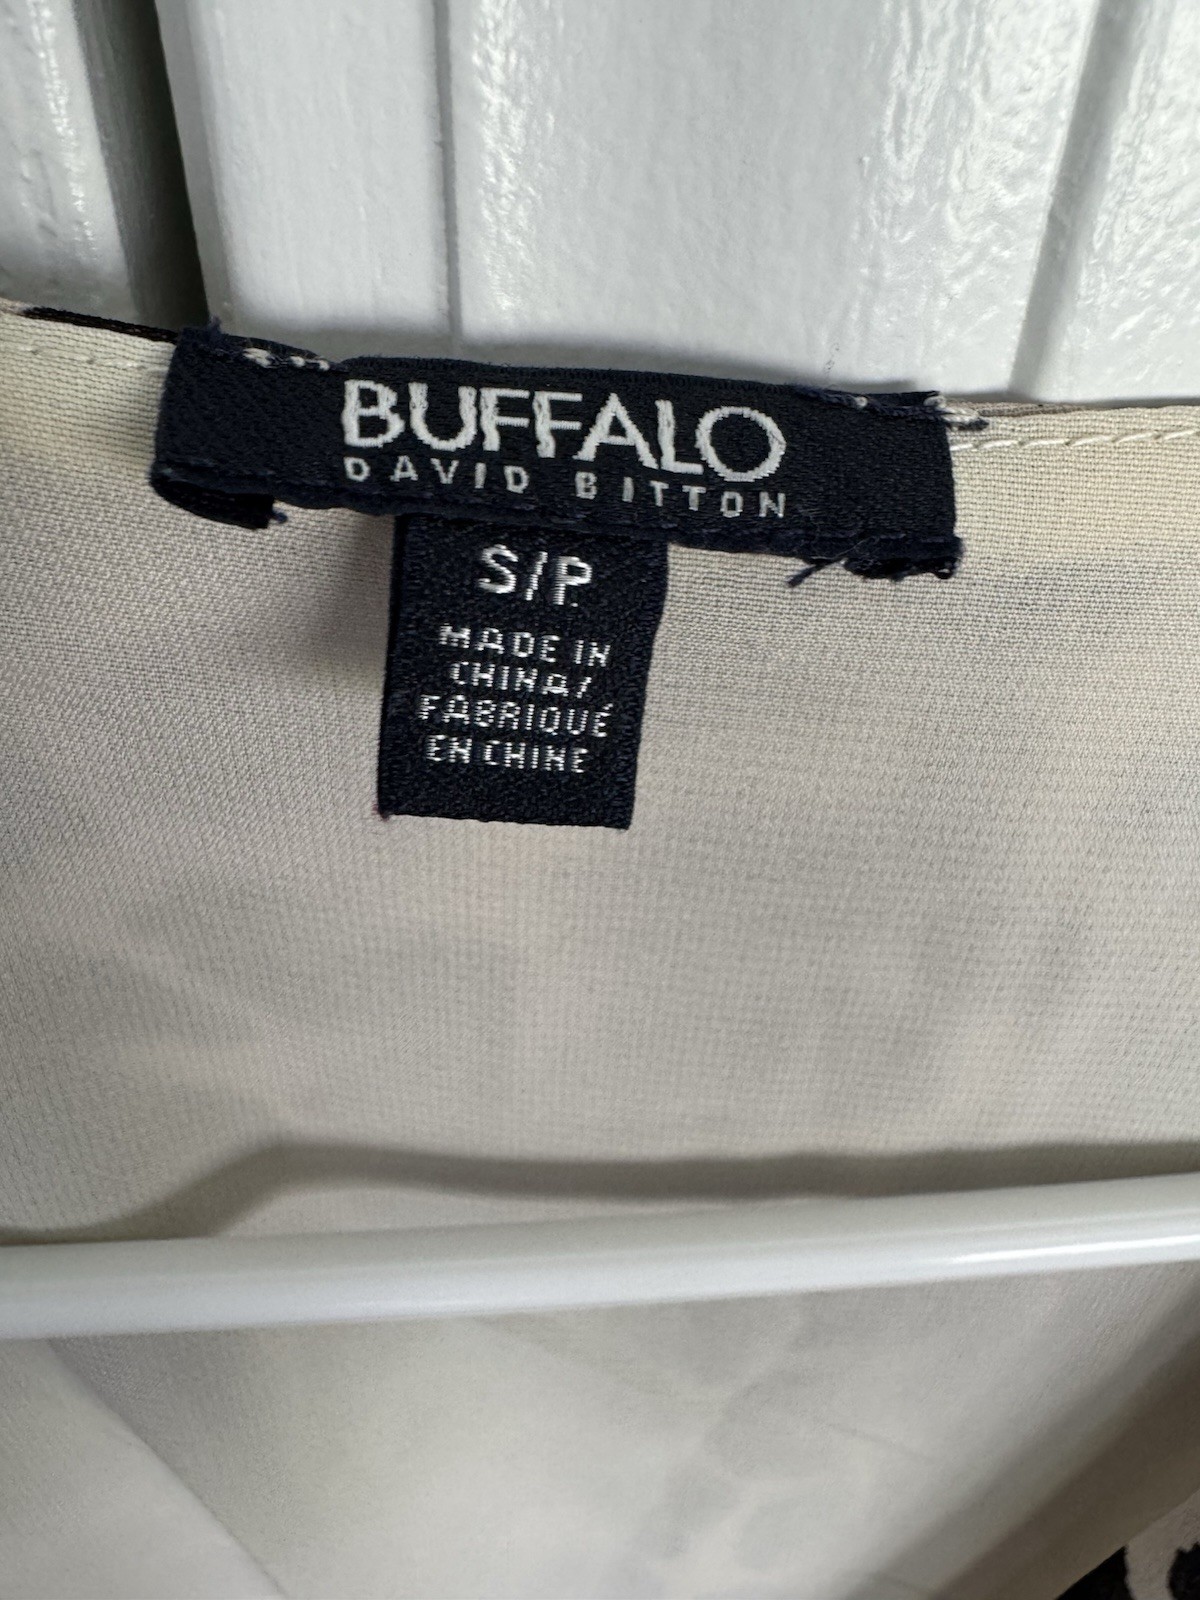 BUFFALO
DAVID BITTON
S/P
MADE IN
CHINA/
FABRIQUÉ
EN CHINE